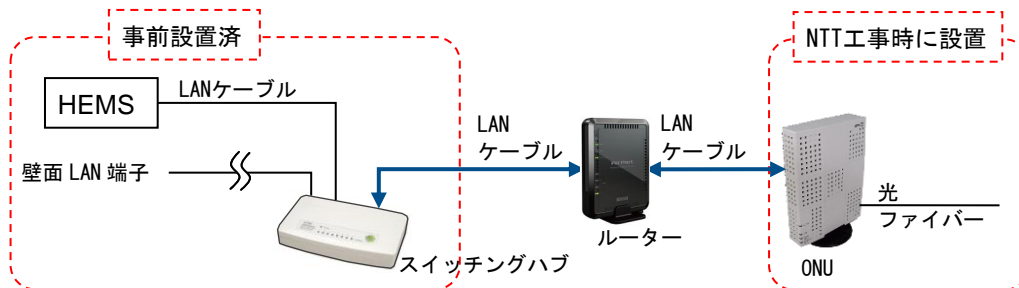 事前設置済
NTT工事時に設置
HEMS
LANケーブル
壁面 LAN 端子
LAN
ケーブル
LAN
ケーブル
スイッチングハブ
ルーター
光
ファイバー
ONU